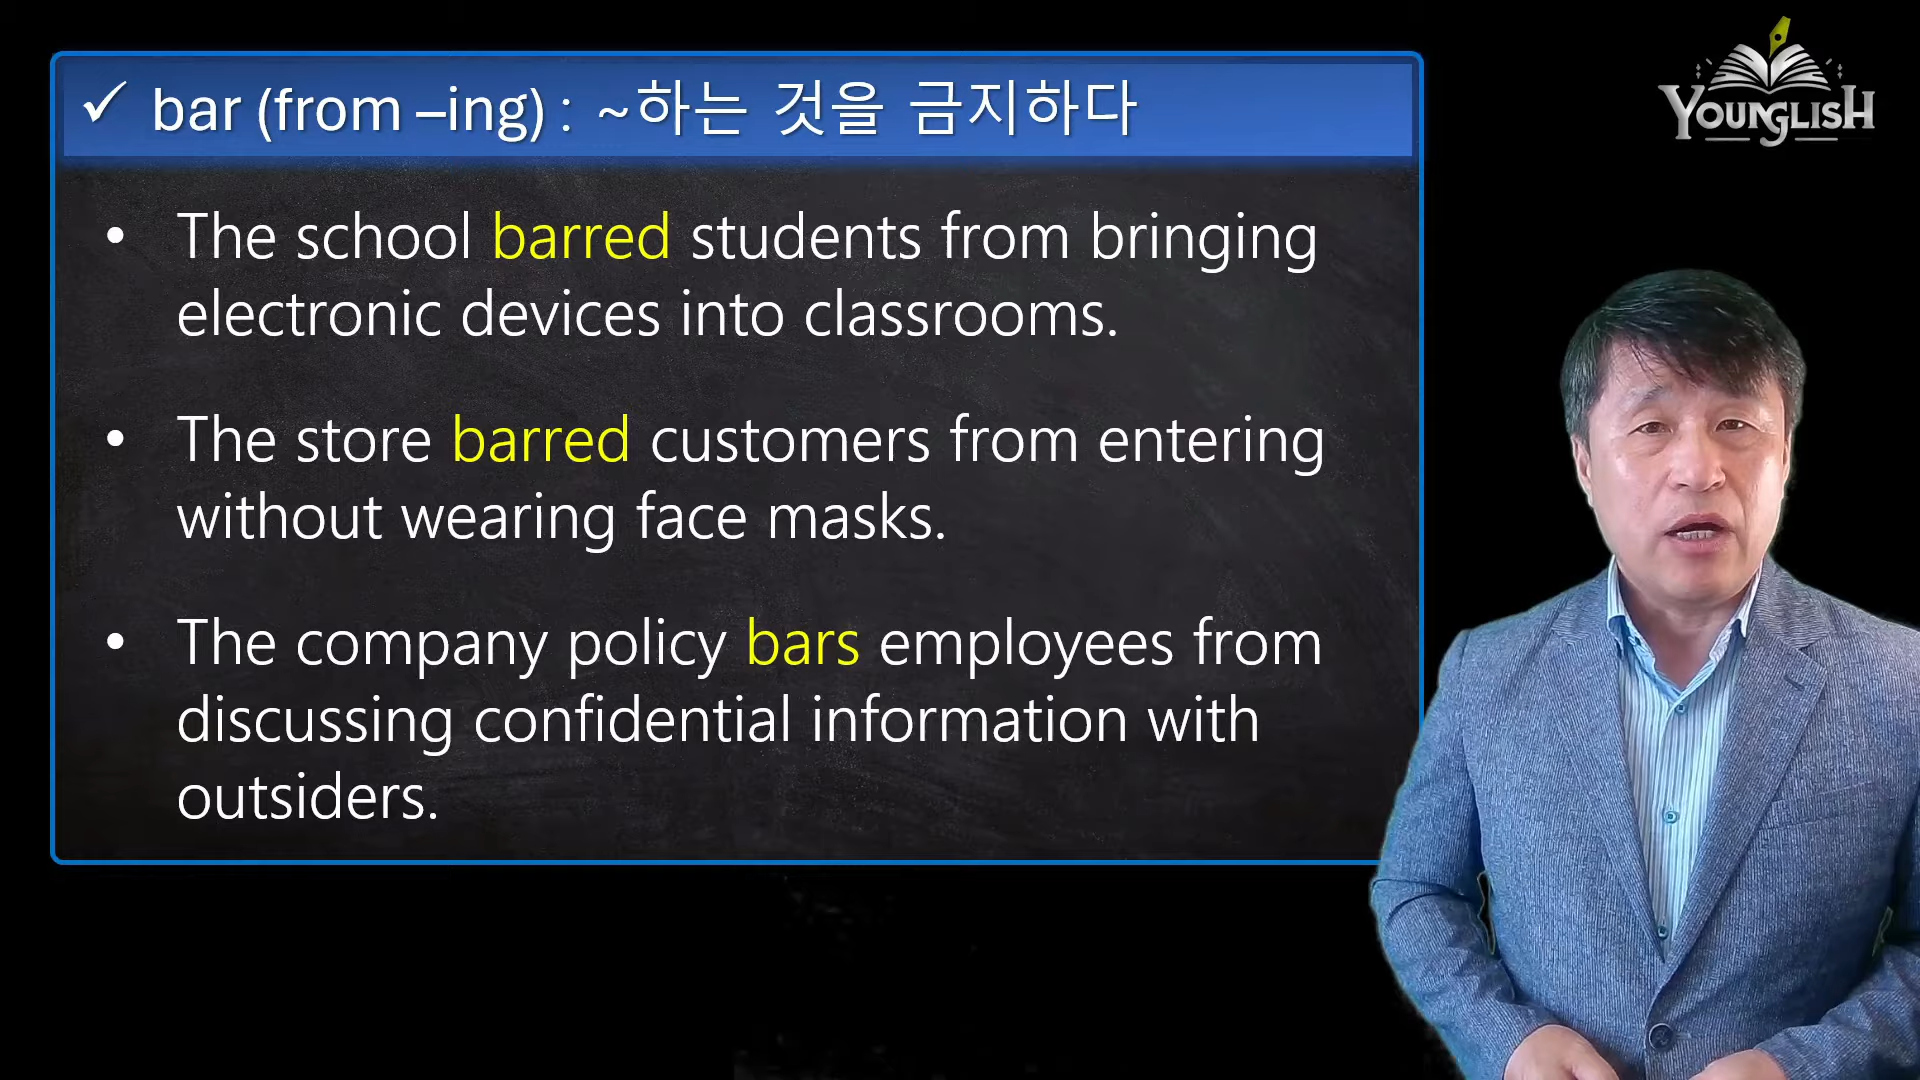 ✓ bar (from –ing) : ~하는 것을 금지하다
YOUNGLISH
• The school barred students from bringing
electronic devices into classrooms.
• The store barred customers from entering
without wearing face masks.
• The company policy bars employees from
discussing confidential information with
outsiders.